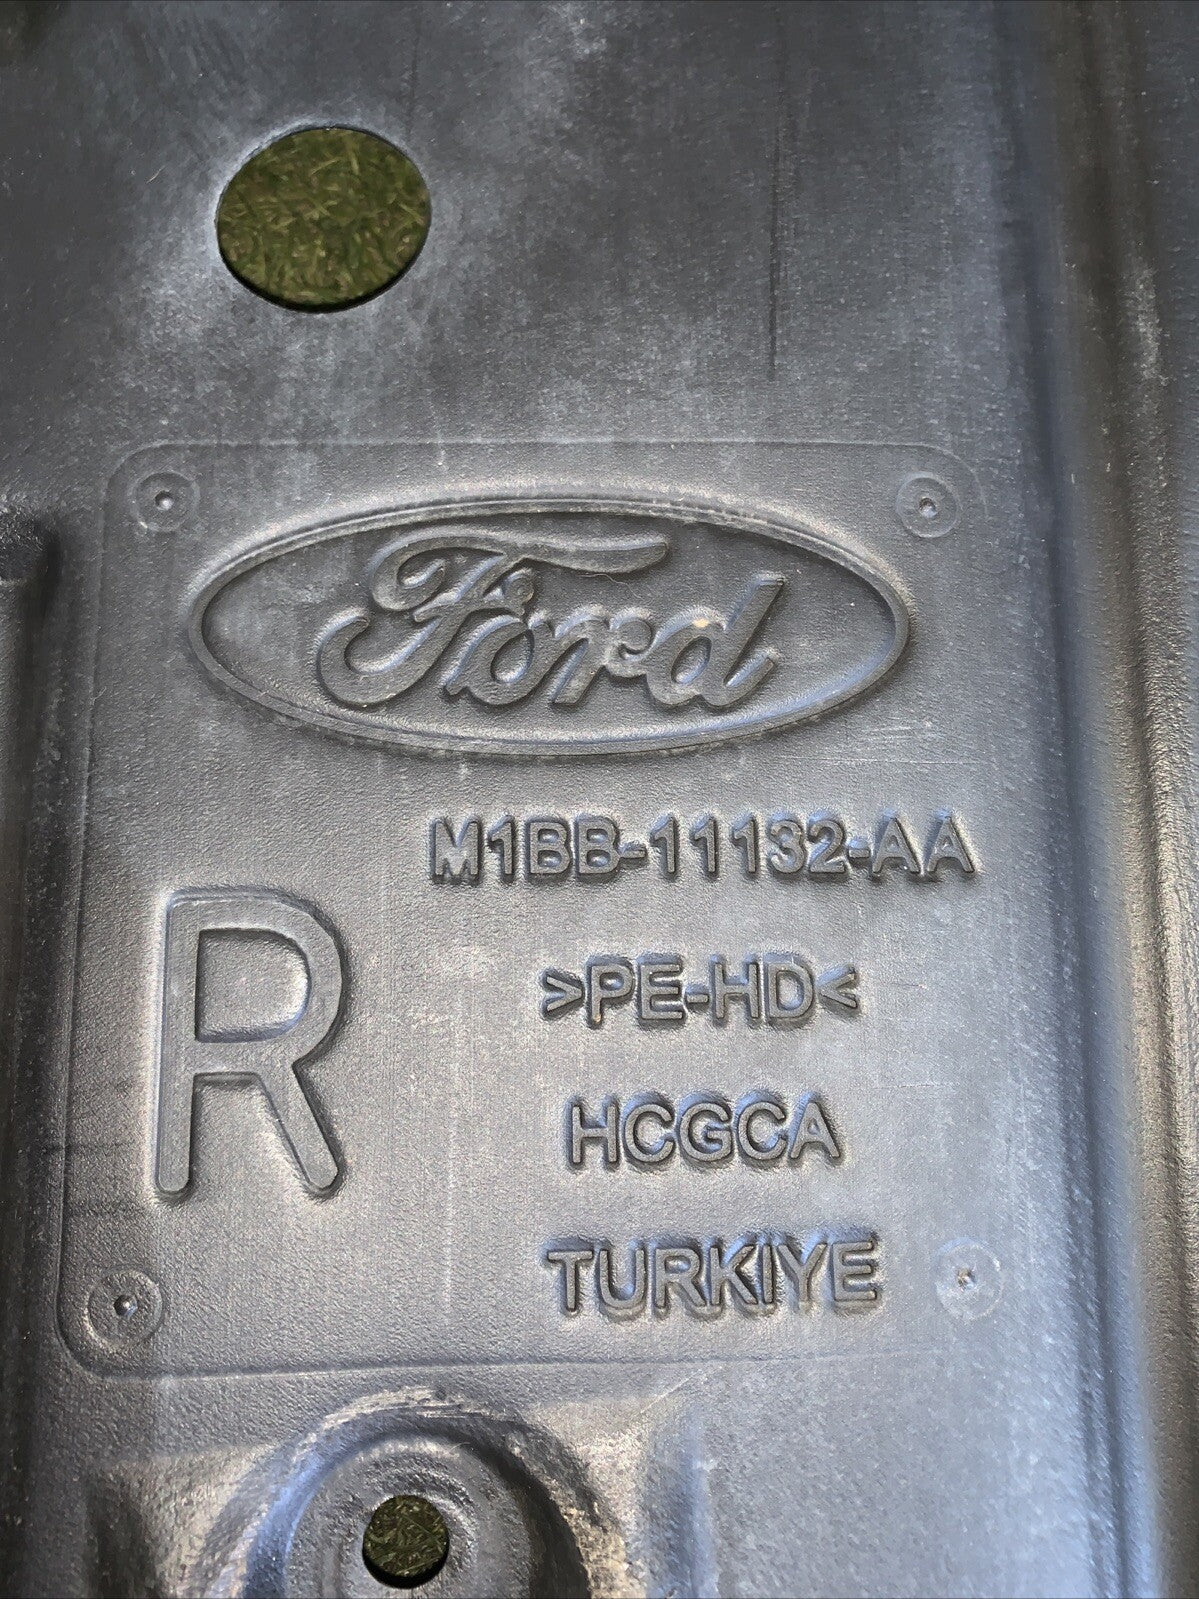 Ford
M1BB-11132-AA
R
>PE-HD<
HCGCA
TURKIYE